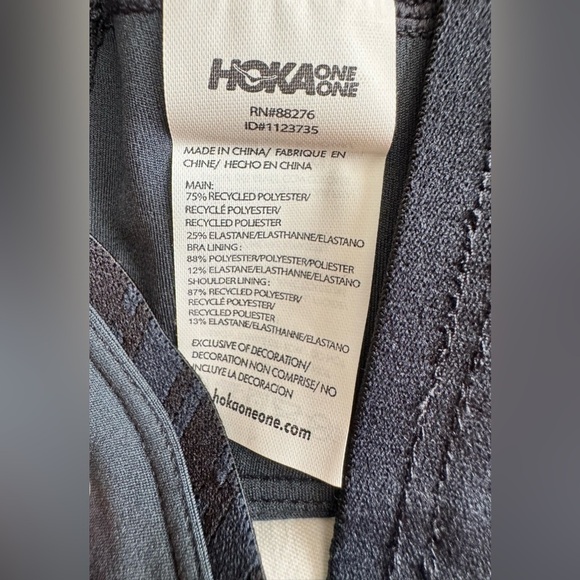 HOKA ONE ONE
RN#88276
ID#1123735
MADE IN CHINA/ FABRIQUE EN
CHINE/ HECHO EN CHINA
MAIN:
75% RECYCLED POLYESTER/
RECYCLÉ POLYESTER/
RECYCLED POLIESTER
25% ELASTANE/ELASTHANNE/ELASTANO
BRA LINING :
88% POLYESTER/POLYESTER/POLIESTER
12% ELASTANE/ELASTHANNE/ELASTANO
SHOULDER LINING :
87% RECYCLED POLYESTER/
RECYCLÉ POLYESTER/
RECYCLED POLIESTER
13% ELASTANE/ELASTHANNE/ELASTANO
EXCLUSIVE OF DECORATION/
DECORATION NON COMPRISE/ NO
INCLUYE LA DECORACION
hokaoneone.com